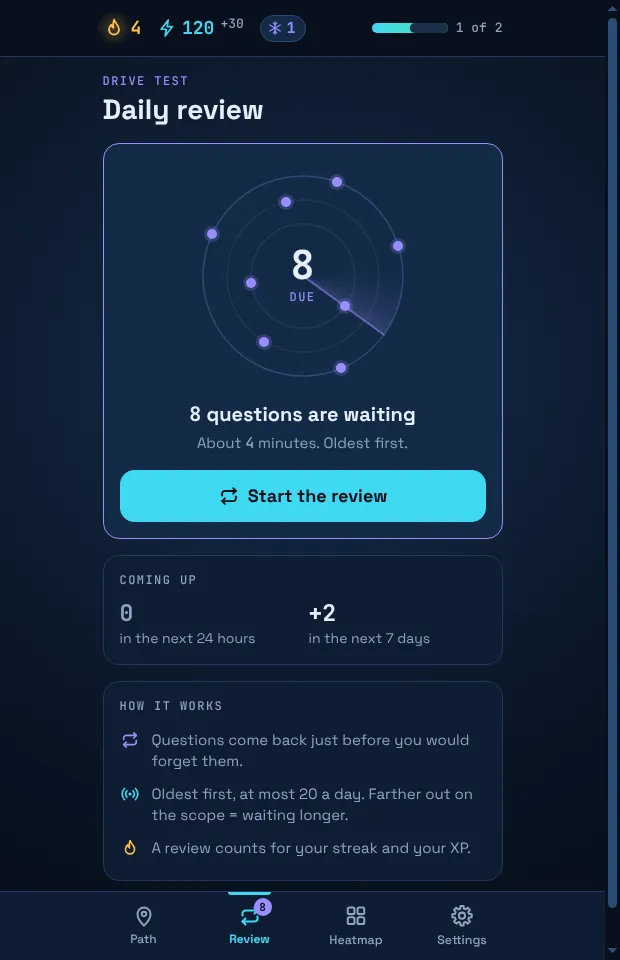 4 120 +30 1 1 of 2
DRIVE TEST
Daily review
8
DUE
8 questions are waiting
About 4 minutes. Oldest first.
Start the review
COMING UP
0 +2
in the next 24 hours in the next 7 days
HOW IT WORKS
Questions come back just before you would
forget them.
Oldest first, at most 20 a day. Farther out on
the scope = waiting longer.
A review counts for your streak and your XP.
8
Path Review Heatmap Settings